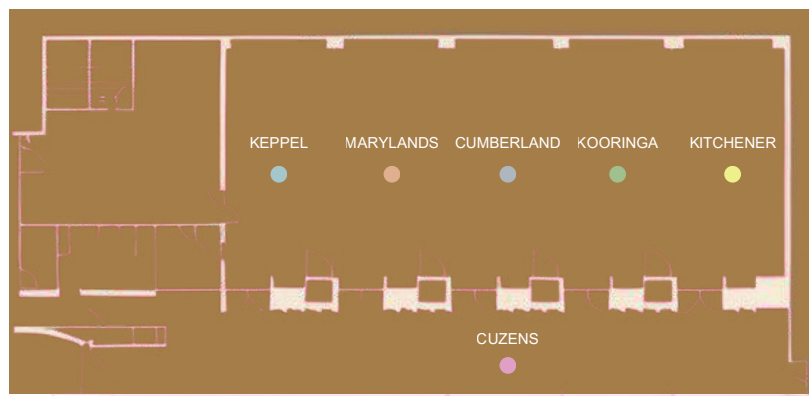 KEPPEL
MARYLANDS
CUMBERLAND
KOORINGA
KITCHENER
CUZENS